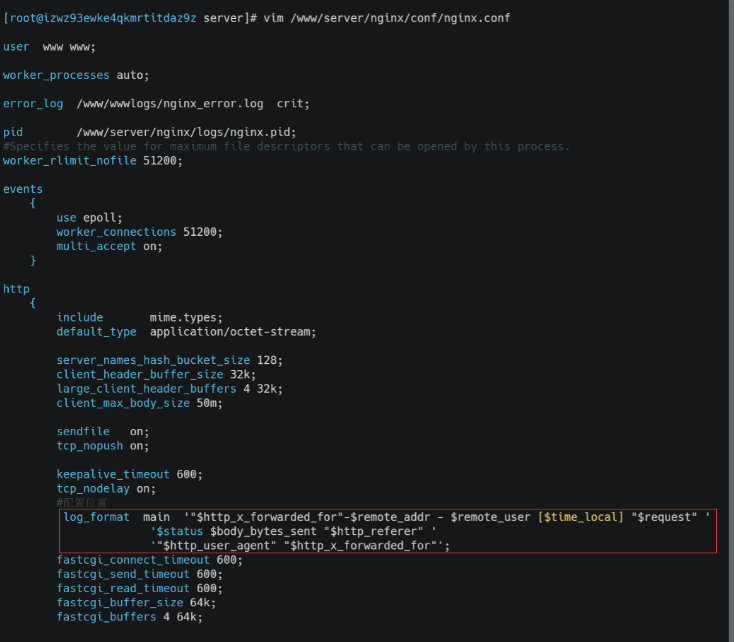 [root@izwz93ewke4qkmrtitdaz9z server]# vim /www/server/nginx/conf/nginx.conf
user  www www;
worker_processes auto;
error_log  /www/wwwlogs/nginx_error.log  crit;
pid        /www/server/nginx/logs/nginx.pid;
#Specifies the value for maximum file descriptors that can be opened by this process.
worker_rlimit_nofile 51200;
events
    {
        use epoll;
        worker_connections 51200;
        multi_accept on;
    }
http
    {
        include       mime.types;
        default_type  application/octet-stream;
        server_names_hash_bucket_size 128;
        client_header_buffer_size 32k;
        large_client_header_buffers 4 32k;
        client_max_body_size 50m;
        sendfile   on;
        tcp_nopush on;
        keepalive_timeout 600;
        tcp_nodelay on;
        #配置位置
        log_format  main  '"$http_x_forwarded_for"-$remote_addr - $remote_user [$time_local] "$request" '
                      '$status $body_bytes_sent "$http_referer" '
                      '"$http_user_agent" "$http_x_forwarded_for"';
        fastcgi_connect_timeout 600;
        fastcgi_send_timeout 600;
        fastcgi_read_timeout 600;
        fastcgi_buffer_size 64k;
        fastcgi_buffers 4 64k;